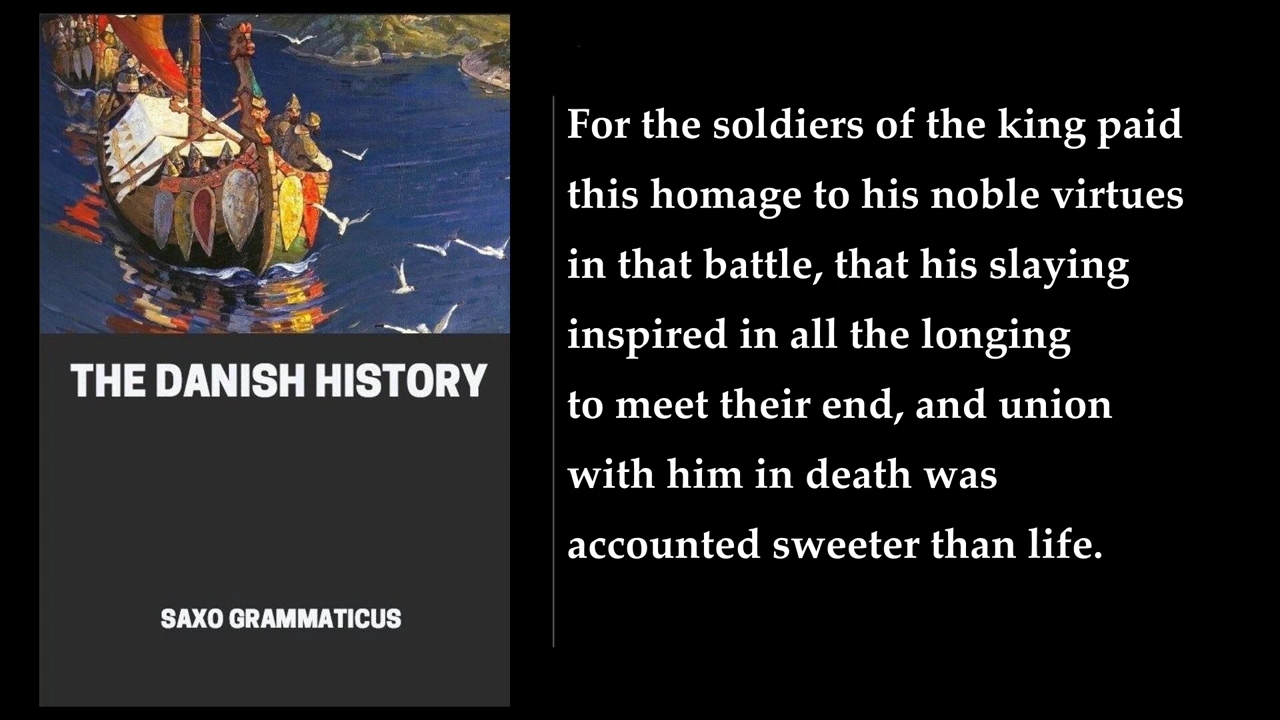 THE DANISH HISTORY
SAXO GRAMMATICUS
For the soldiers of the king paid
this homage to his noble virtues
in that battle, that his slaying
inspired in all the longing
to meet their end, and union
with him in death was
accounted sweeter than life.